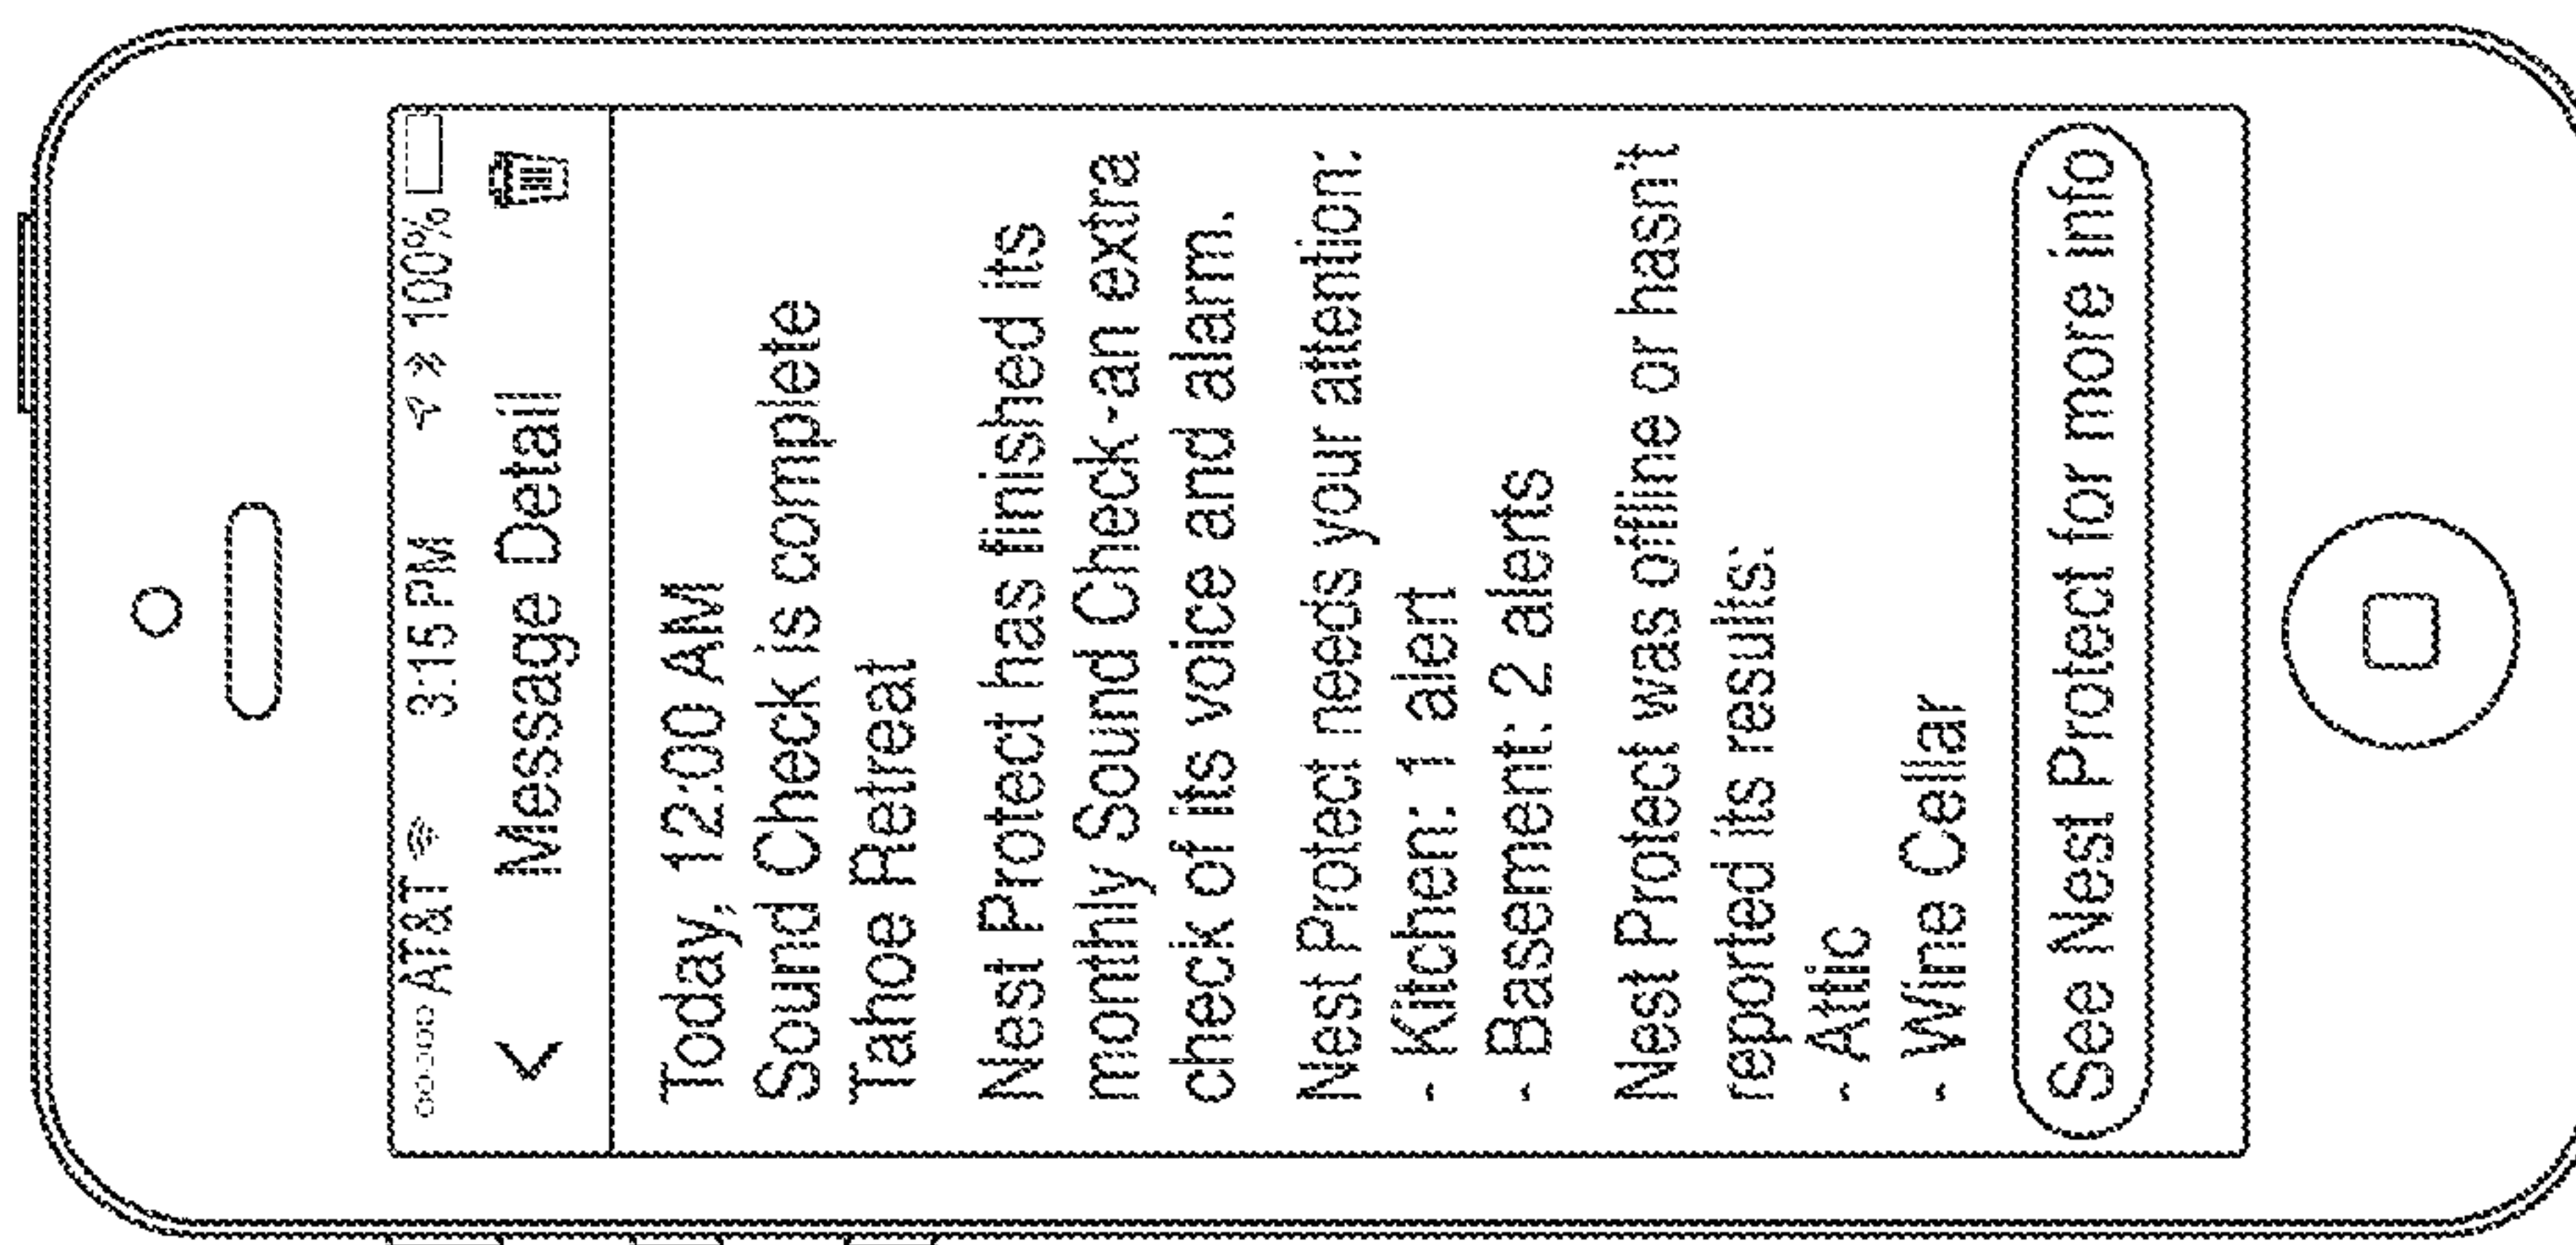 AT&T 3:15 PM 100%
Message Detail
Today, 12:00 AM
Sound Check is complete
Tahoe Retreat
Nest Protect has finished its
monthly Sound Check-an extra
check of its voice and alarm.
Nest Protect needs your attention:
- Kitchen: 1 alert
- Basement: 2 alerts
Nest Protect was offline or hasn't
reported its results:
- Attic
- Wine Cellar
See Nest Protect for more info